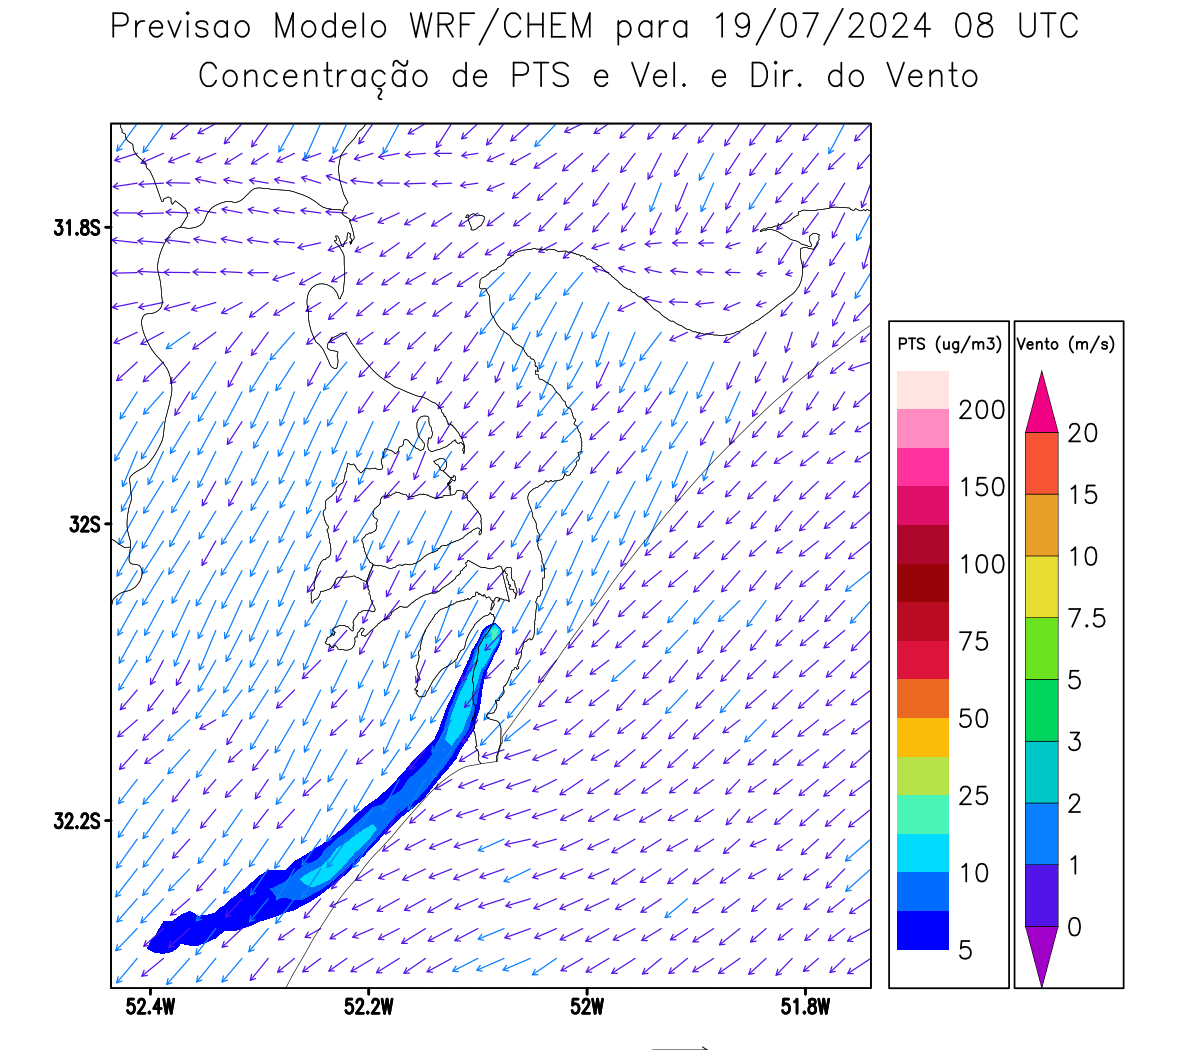 Previsao Modelo WRF/CHEM para 19/07/2024 08 UTC
Concentração de PTS e Vel. e Dir. do Vento
31.8S
32S
32.2S
52.4W
52.2W
52W
51.8W
PTS (ug/m3)
200
150
100
75
50
25
10
5
Vento (m/s)
20
15
10
7.5
5
3
2
1
0